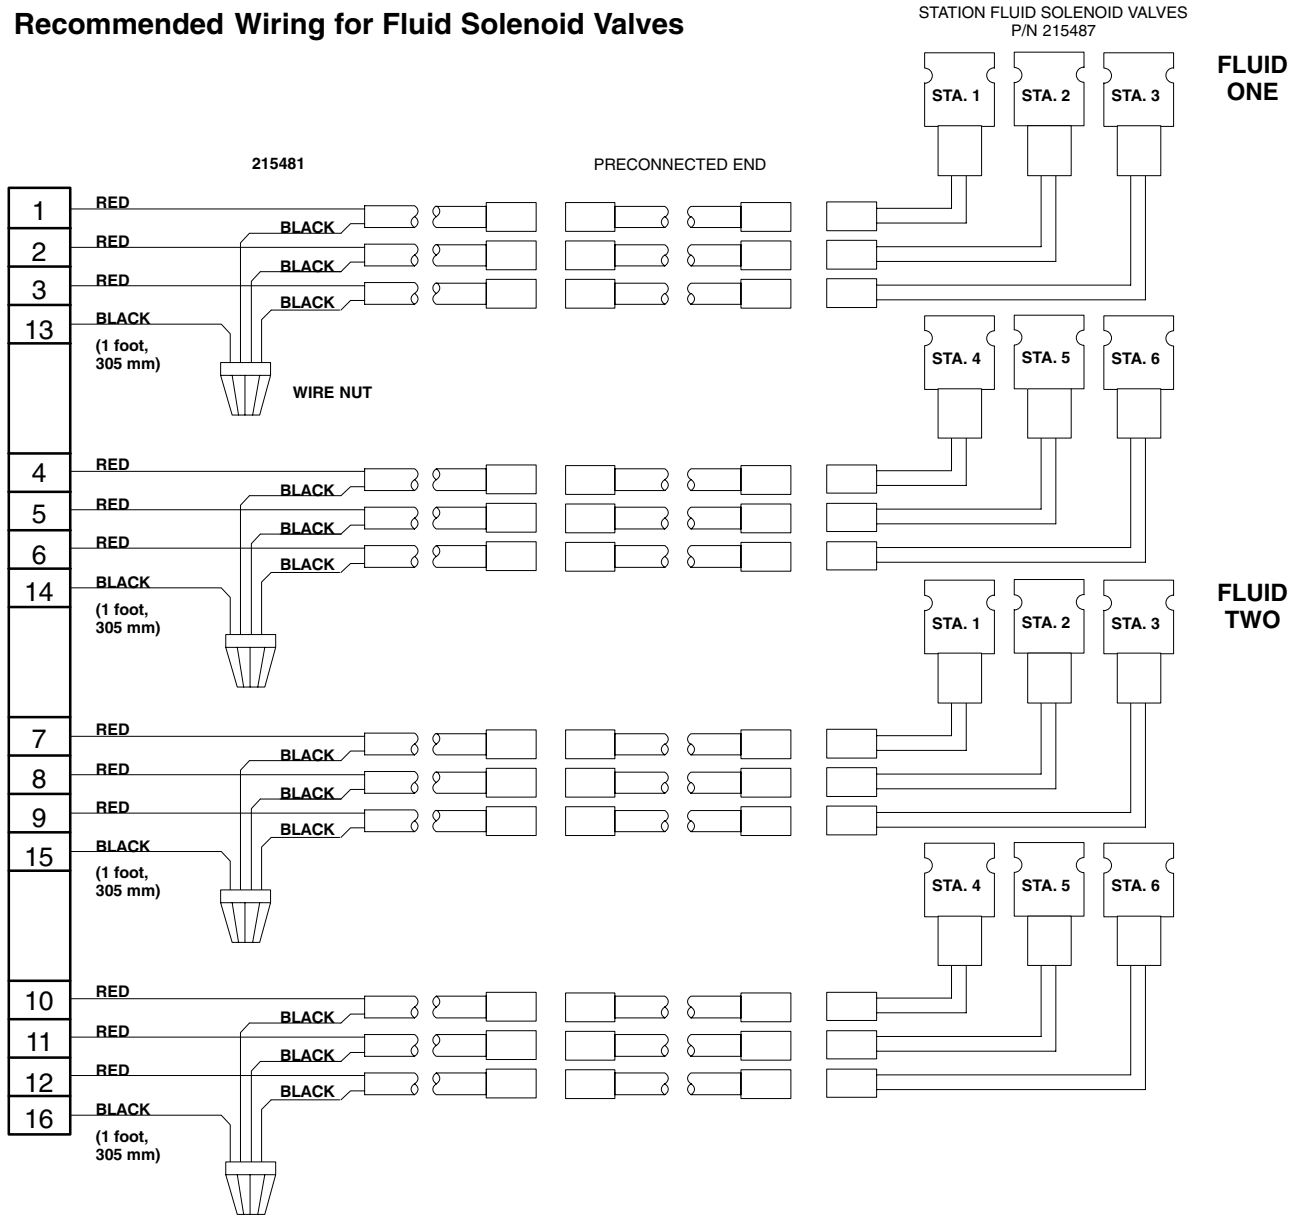 Recommended Wiring for Fluid Solenoid Valves
STATION FLUID SOLENOID VALVES
P/N 215487
FLUID
ONE
STA. 1
STA. 2
STA. 3
215481
PRECONNECTED END
1
RED
BLACK
2
RED
BLACK
3
RED
BLACK
13
BLACK
(1 foot,
305 mm)
WIRE NUT
STA. 4
STA. 5
STA. 6
4
RED
BLACK
5
RED
BLACK
6
RED
BLACK
14
BLACK
(1 foot,
305 mm)
FLUID
TWO
STA. 1
STA. 2
STA. 3
7
RED
BLACK
8
RED
BLACK
9
RED
BLACK
15
BLACK
(1 foot,
305 mm)
STA. 4
STA. 5
STA. 6
10
RED
BLACK
11
RED
BLACK
12
RED
BLACK
16
BLACK
(1 foot,
305 mm)